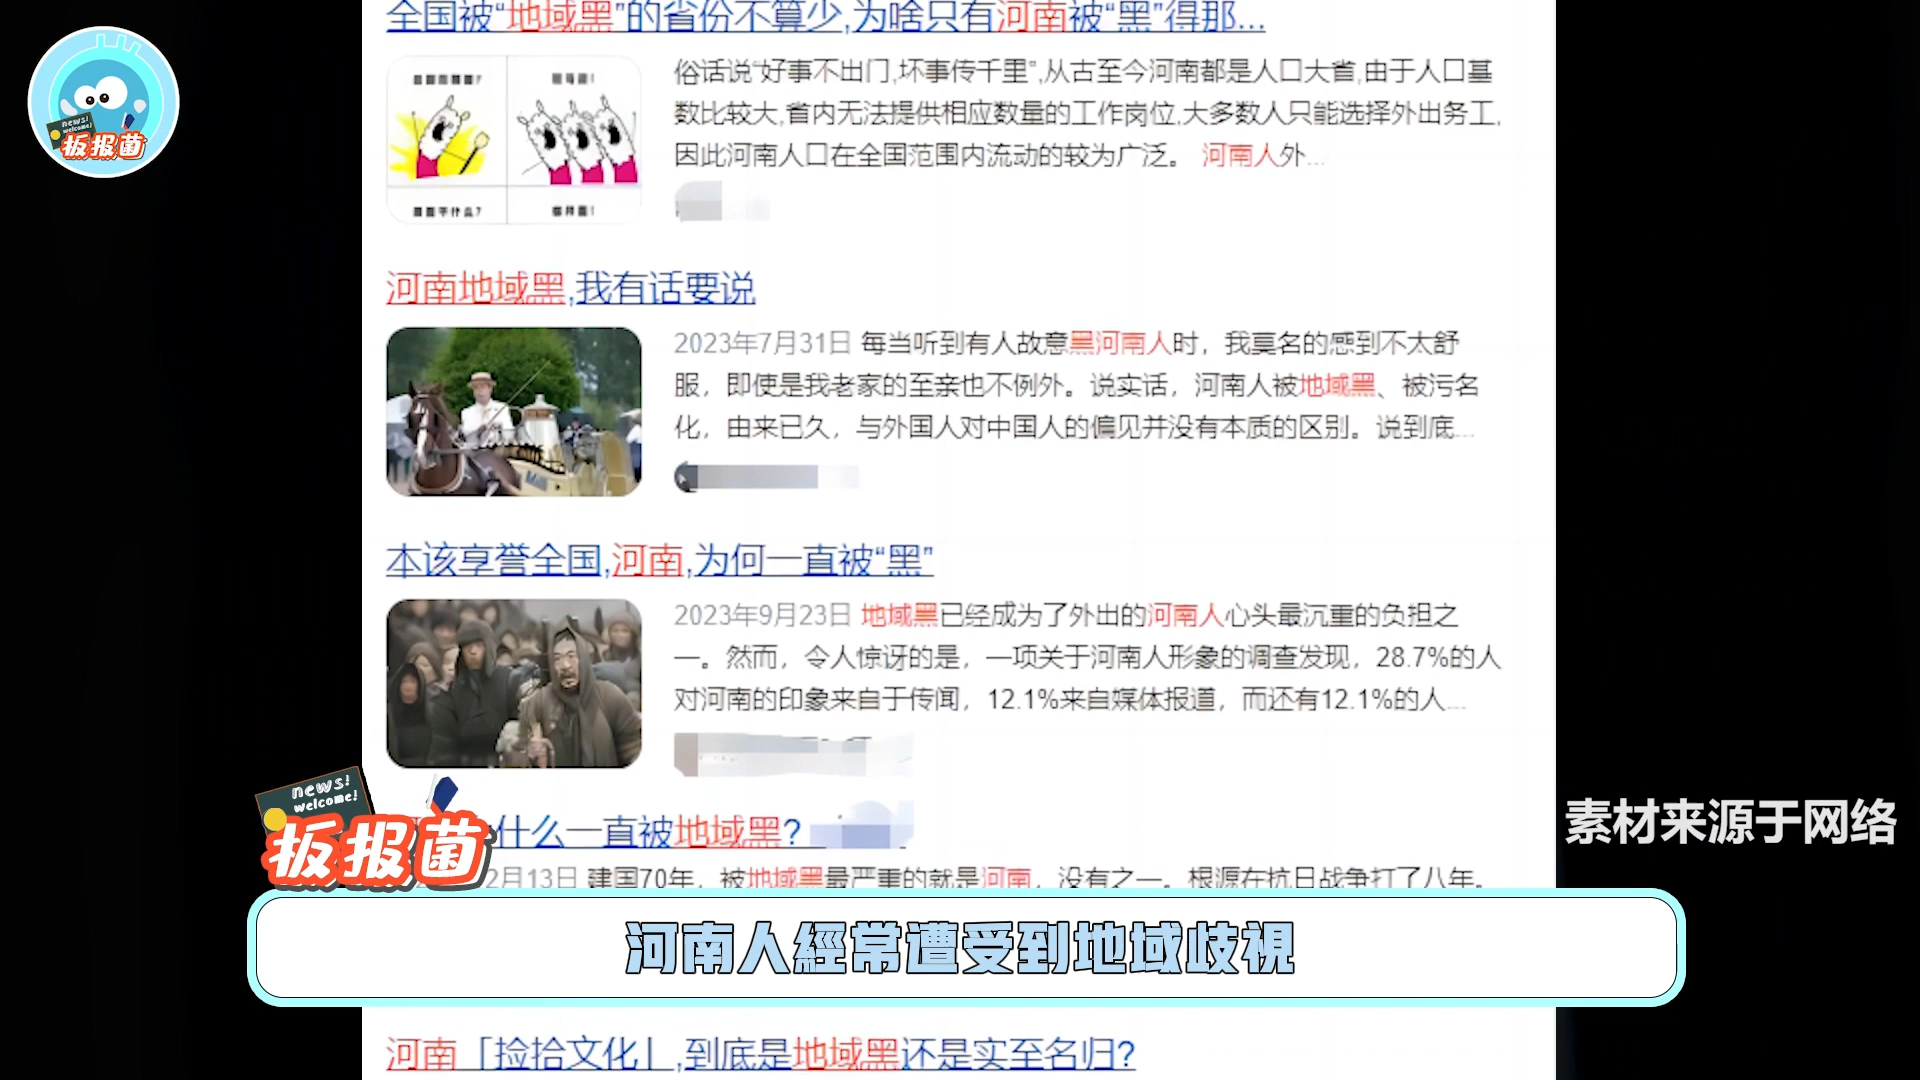 全国被“地域黑”的省份不算少,为啥只有河南被“黑”得那...
俗话说“好事不出门,坏事传千里”,从古至今河南都是人口大省,由于人口基
数比较大,省内无法提供相应数量的工作岗位,大多数人只能选择外出务工,
因此河南人口在全国范围内流动的较为广泛。 河南人外...
河南地域黑,我有话要说
2023年7月31日 每当听到有人故意黑河南人时，我莫名的感到不太舒
服，即使是我老家的至亲也不例外。说实话，河南人被地域黑、被污名
化，由来已久，与外国人对中国人的偏见并没有本质的区别。说到底...
本该享誉全国,河南,为何一直被“黑”
2023年9月23日 地域黑已经成为了外出的河南人心头最沉重的负担之
一。然而，令人惊讶的是，一项关于河南人形象的调查发现，28.7%的人
对河南的印象来自于传闻，12.1%来自媒体报道，而还有12.1%的人...
什么一直被地域黑?
2月13日 建国70年，被地域黑最严重的就是河南，没有之一。根源在抗日战争打了八年。
news!
welcome!
板报菌
news!
welcome!
板报菌
素材来源于网络
河南人經常遭受到地域歧視
河南「捡拾文化」,到底是地域黑还是实至名归?